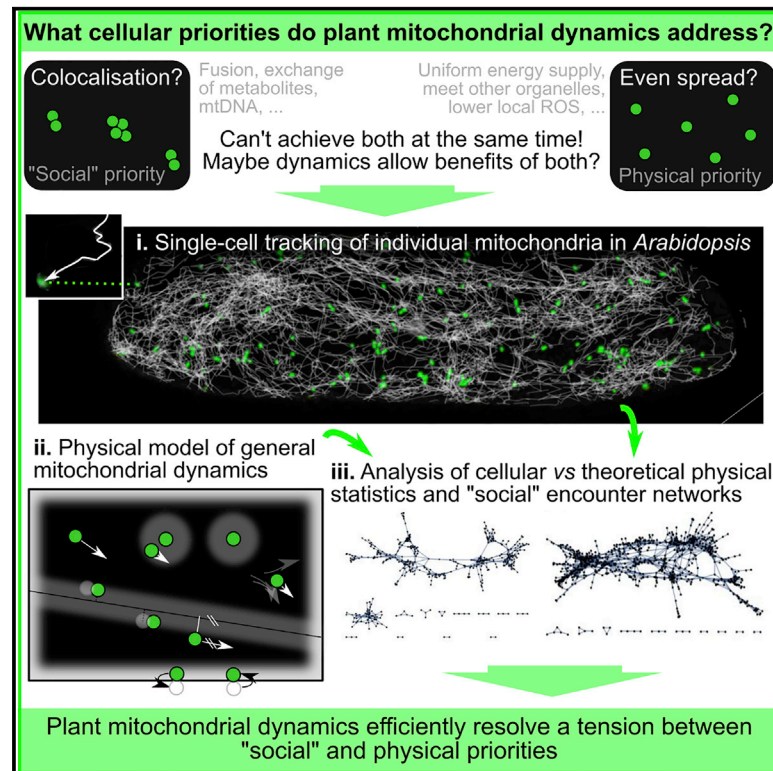 What cellular priorities do plant mitochondrial dynamics address?
Colocalisation?
"Social" priority
Fusion, exchange
of metabolites,
mtDNA, ...
Uniform energy supply,
meet other organelles,
lower local ROS, ...
Even spread?
Physical priority
Can't achieve both at the same time!
Maybe dynamics allow benefits of both?
i. Single-cell tracking of individual mitochondria in Arabidopsis
ii. Physical model of general
mitochondrial dynamics
iii. Analysis of cellular vs theoretical physical
statistics and "social" encounter networks
Plant mitochondrial dynamics efficiently resolve a tension between
"social" and physical priorities